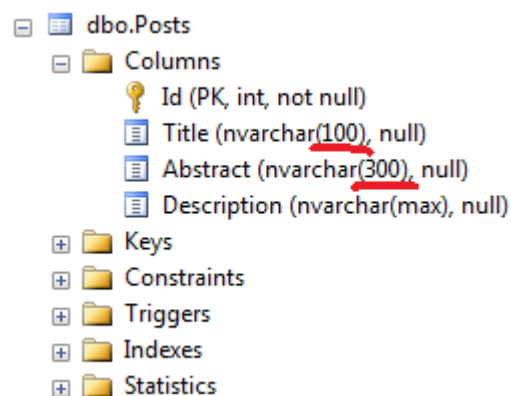 dbo.Posts
Columns
Id (PK, int, not null)
Title (nvarchar(100), null)
Abstract (nvarchar(300), null)
Description (nvarchar(max), null)
Keys
Constraints
Triggers
Indexes
Statistics